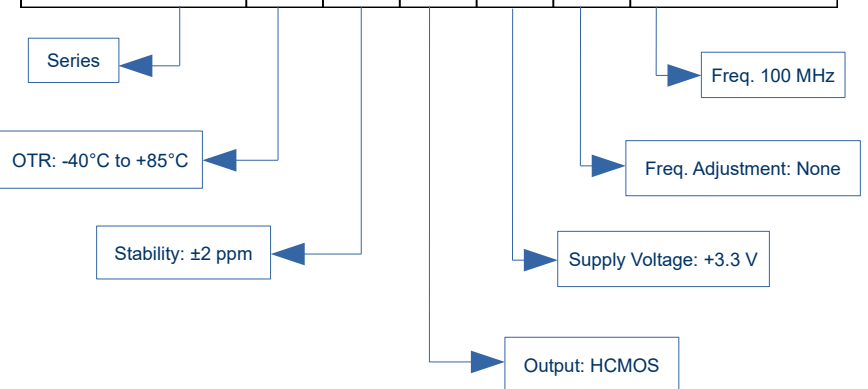 Series
Freq. 100 MHz
OTR: -40°C to +85°C
Freq. Adjustment: None
Stability: ±2 ppm
Supply Voltage: +3.3 V
Output: HCMOS